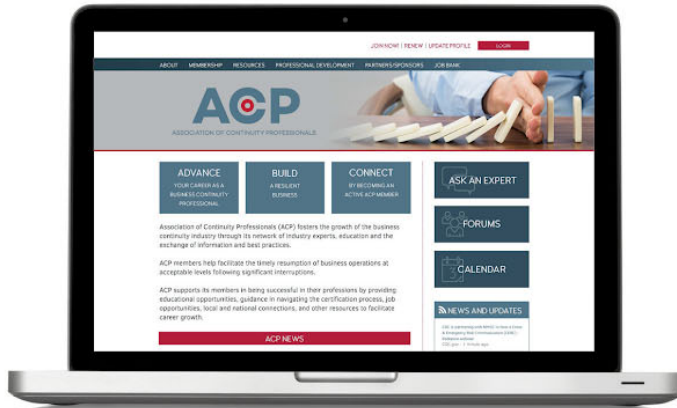 JOIN NOW! | RENEW | UPDATE PROFILE
LOGIN
ABOUT MEMBERSHIP RESOURCES PROFESSIONAL DEVELOPMENT PARTNERS/SPONSORS JOB BANK
ACP
ASSOCIATION OF CONTINUITY PROFESSIONALS
ADVANCE
YOUR CAREER AS A
BUSINESS CONTINUITY
PROFESSIONAL
BUILD
A RESILIENT
BUSINESS
CONNECT
BY BECOMING AN
ACTIVE ACP MEMBER
Association of Continuity Professionals (ACP) fosters the growth of the business
continuity industry through its network of industry experts, education and the
exchange of information and best practices.
ACP members help facilitate the timely resumption of business operations at
acceptable levels following significant interruptions.
ACP supports its members in being successful in their professions by providing
educational opportunities, guidance in navigating the certification process, job
opportunities, local and national connections, and other resources to facilitate
career growth.
ACP NEWS
ASK AN EXPERT
FORUMS
3
CALENDAR
NEWS AND UPDATES